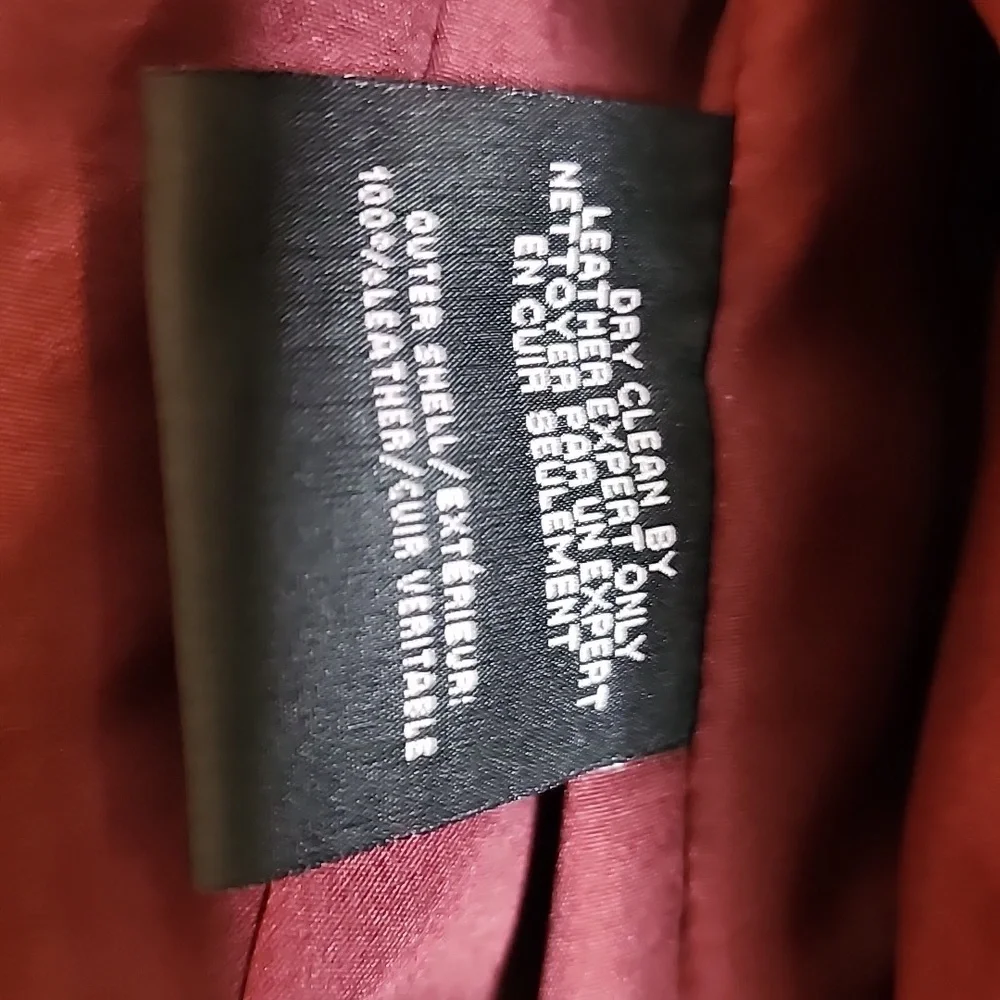 DRY CLEAN BY
LEATHER EXPERT ONLY
NETTOYER PAR UN EXPERT
EN CUIR SEULEMENT
OUTER SHELL/EXTÉRIEUR:
100%LEATHER/CUIR VERITABLE